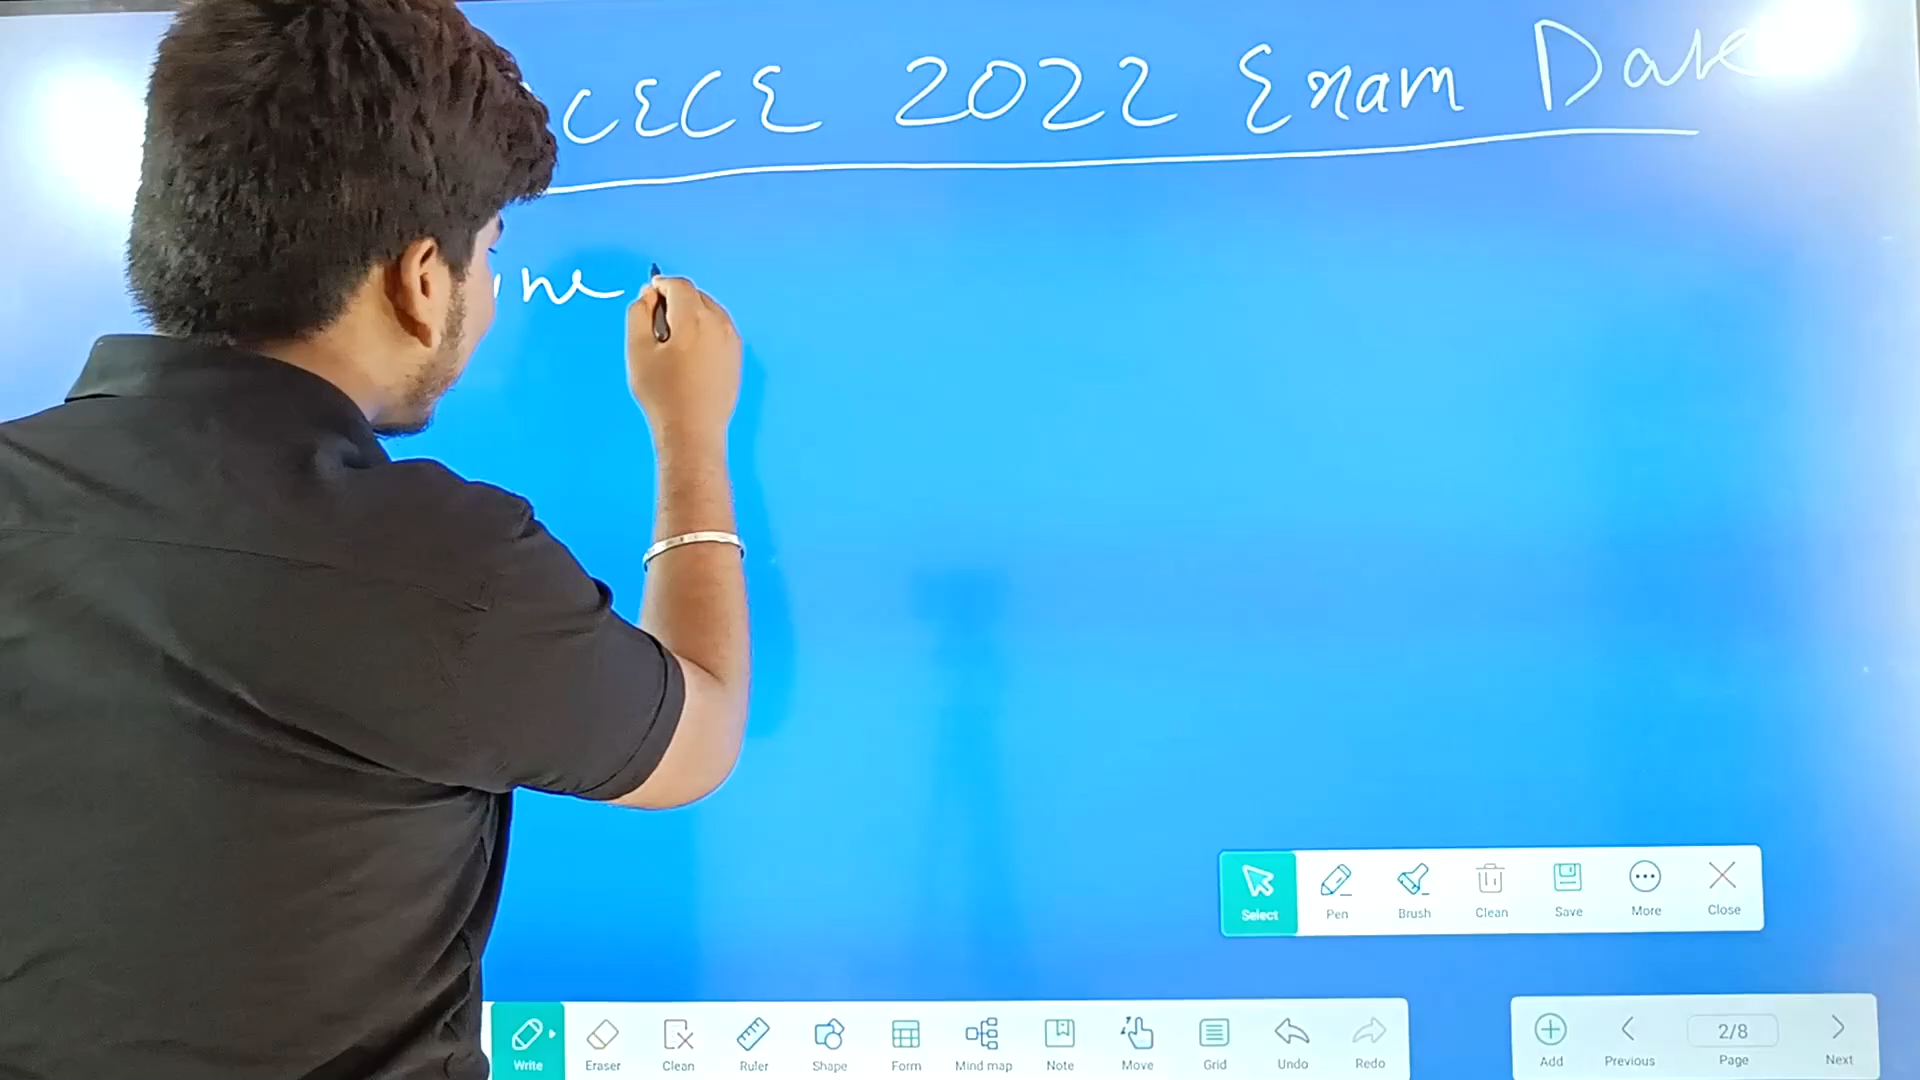 CECE 2022 Exam Date
Select Pen Brush Clean Save More Close
Write Eraser Clean Ruler Shape Form Mind map Note Move Grid Undo Redo
Add Previous 2/8 Page Next